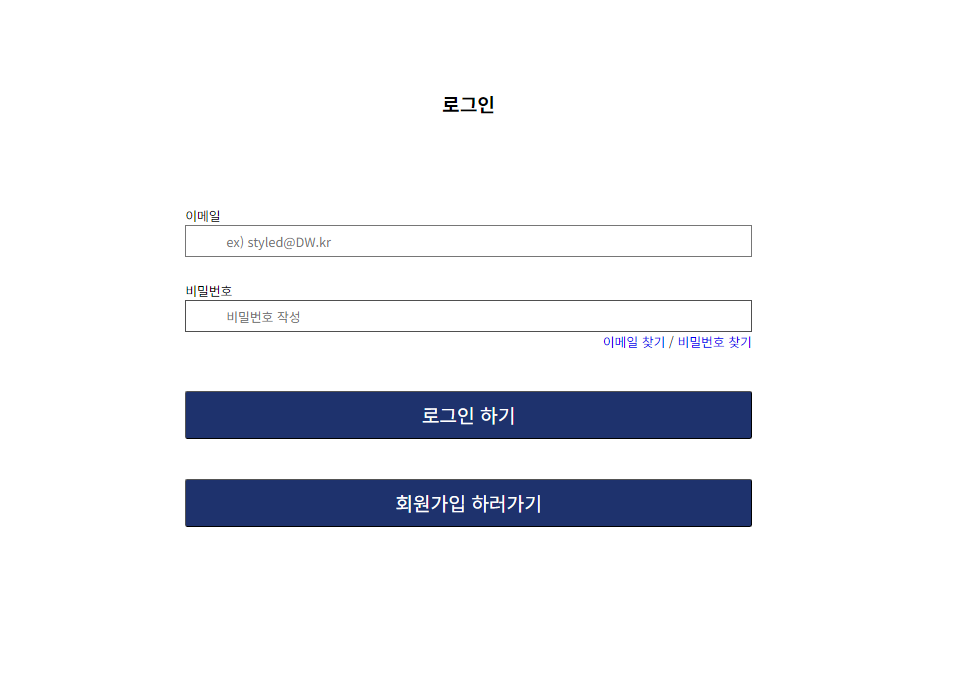 로그인
이메일
ex) styled@DW.kr
비밀번호
비밀번호 작성
이메일 찾기 / 비밀번호 찾기
로그인 하기
회원가입 하러가기